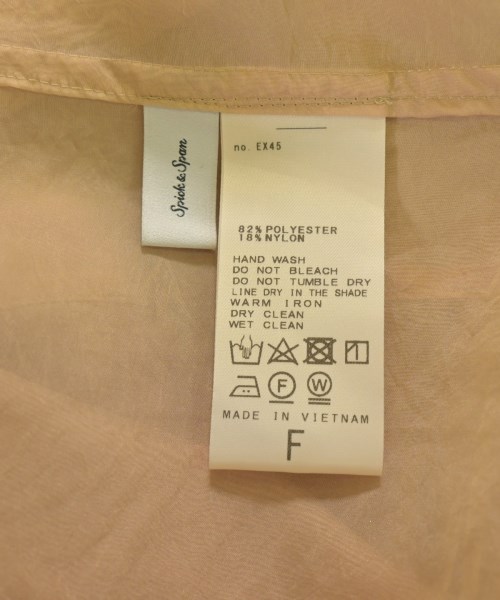 Spick & Span
no. EX45
82% POLYESTER
18% NYLON
HAND WASH
DO NOT BLEACH
DO NOT TUMBLE DRY
LINE DRY IN THE SHADE
WARM IRON
DRY CLEAN
WET CLEAN
F W
MADE IN VIETNAM
F